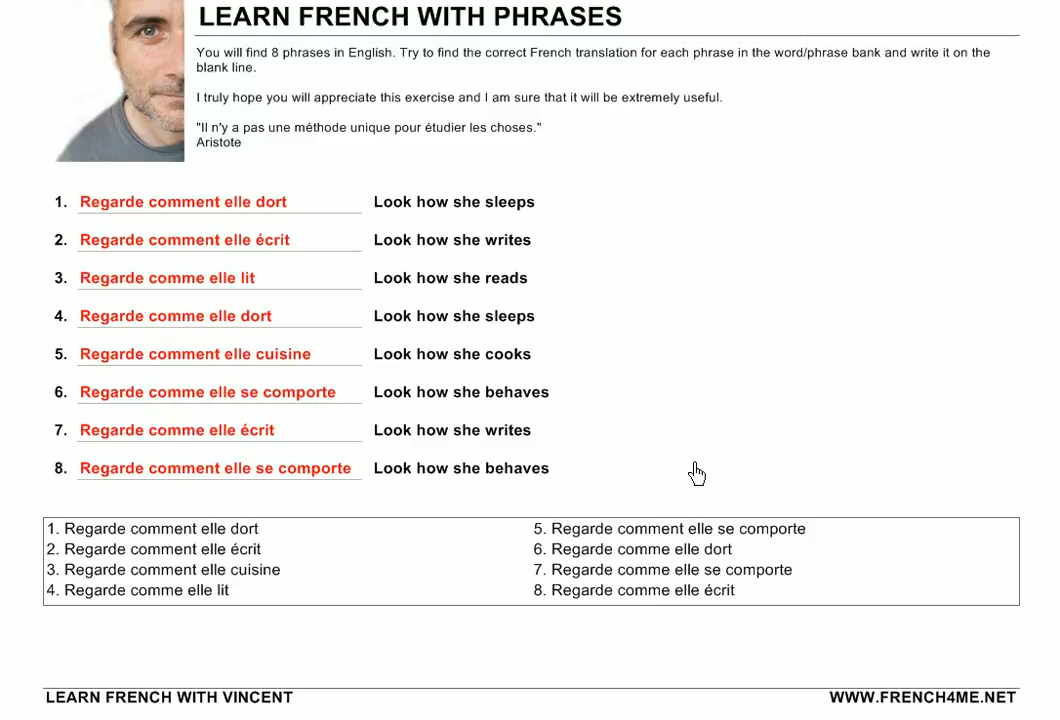 LEARN FRENCH WITH PHRASES
You will find 8 phrases in English. Try to find the correct French translation for each phrase in the word/phrase bank and write it on the
blank line.
I truly hope you will appreciate this exercise and I am sure that it will be extremely useful.
"Il n'y a pas une méthode unique pour étudier les choses."
Aristote
1. Regarde comment elle dort Look how she sleeps
2. Regarde comment elle écrit Look how she writes
3. Regarde comme elle lit Look how she reads
4. Regarde comme elle dort Look how she sleeps
5. Regarde comment elle cuisine Look how she cooks
6. Regarde comme elle se comporte Look how she behaves
7. Regarde comme elle écrit Look how she writes
8. Regarde comment elle se comporte Look how she behaves
1. Regarde comment elle dort
2. Regarde comment elle écrit
3. Regarde comment elle cuisine
4. Regarde comme elle lit
5. Regarde comment elle se comporte
6. Regarde comme elle dort
7. Regarde comme elle se comporte
8. Regarde comme elle écrit
LEARN FRENCH WITH VINCENT WWW.FRENCH4ME.NET